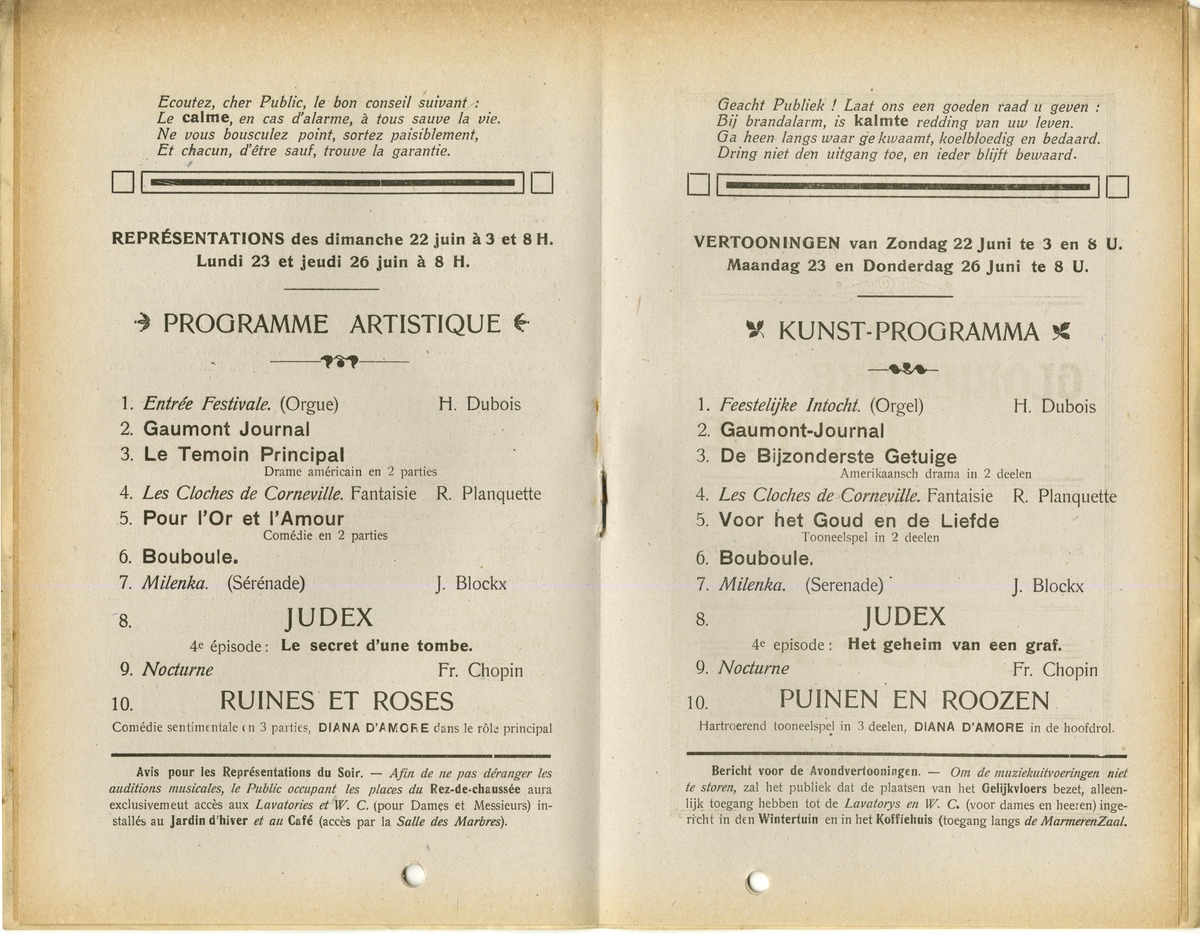 Ecoutez, cher Public, le bon conseil suivant :
Le calme, en cas d'alarme, à tous sauve la vie.
Ne vous bousculez point, sortez paisiblement,
Et chacun, d'être sauf, trouve la garantie.
REPRÉSENTATIONS des dimanche 22 juin à 3 et 8 H.
Lundi 23 et jeudi 26 juin à 8 H.
PROGRAMME ARTISTIQUE
1. Entrée Festivale. (Orgue) H. Dubois
2. Gaumont Journal
3. Le Temoin Principal
Drame américain en 2 parties
4. Les Cloches de Corneville. Fantaisie R. Planquette
5. Pour l'Or et l'Amour
Comédie en 2 parties
6. Bouboule.
7. Milenka. (Sérénade) J. Blockx
8. JUDEX
4e épisode : Le secret d'une tombe.
9. Nocturne Fr. Chopin
10. RUINES ET ROSES
Comédie sentimentale en 3 parties, DIANA D'AMORE dans le rôle principal
Avis pour les Représentations du Soir. — Afin de ne pas déranger les
auditions musicales, le Public occupant les places du Rez-de-chaussée aura
exclusivement accès aux Lavatories et W. C. (pour Dames et Messieurs) in-
stallés au Jardin d'hiver et au Café (accès par la Salle des Marbres).
Geacht Publiek ! Laat ons een goeden raad u geven :
Bij brandalarm, is kalmte redding van uw leven.
Ga heen langs waar ge kwaamt, koelbloedig en bedaard.
Dring niet den uitgang toe, en ieder blijft bewaard.
VERTOONINGEN van Zondag 22 Juni te 3 en 8 U.
Maandag 23 en Donderdag 26 Juni te 8 U.
KUNST-PROGRAMMA
1. Feestelijke Intocht. (Orgel) H. Dubois
2. Gaumont-Journal
3. De Bijzonderste Getuige
Amerikaansch drama in 2 deelen
4. Les Cloches de Corneville. Fantaisie R. Planquette
5. Voor het Goud en de Liefde
Tooneelspel in 2 deelen
6. Bouboule.
7. Milenka. (Serenade) J. Blockx
8. JUDEX
4e episode : Het geheim van een graf.
9. Nocturne Fr. Chopin
10. PUINEN EN ROOZEN
Hartroerend tooneelspel in 3 deelen, DIANA D'AMORE in de hoofdrol.
Bericht voor de Avondvertooningen. — Om de muziekuitvoeringen niet
te storen, zal het publiek dat de plaatsen van het Gelijkvloers bezet, alleen-
lijk toegang hebben tot de Lavatorys en W. C. (voor dames en heeren) inge-
richt in den Wintertuin en in het Koffiehuis (toegang langs de MarmerenZaal.